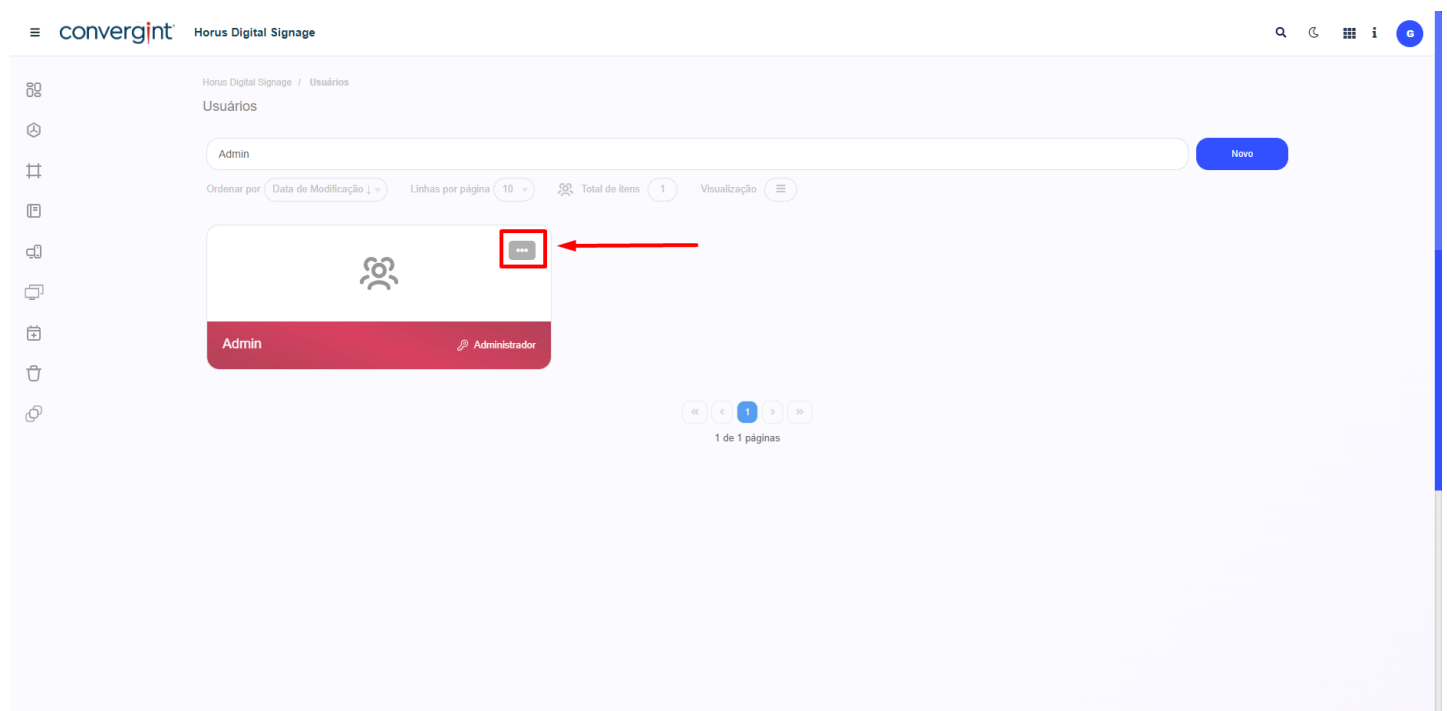 convergint Horus Digital Signage
G
Horus Digital Signage / Usuários
Usuários
Admin
Novo
Ordenar por Data de Modificação ↓ Linhas por página 10 Total de itens 1 Visualização
Admin Administrador
« ‹ 1 › »
1 de 1 páginas